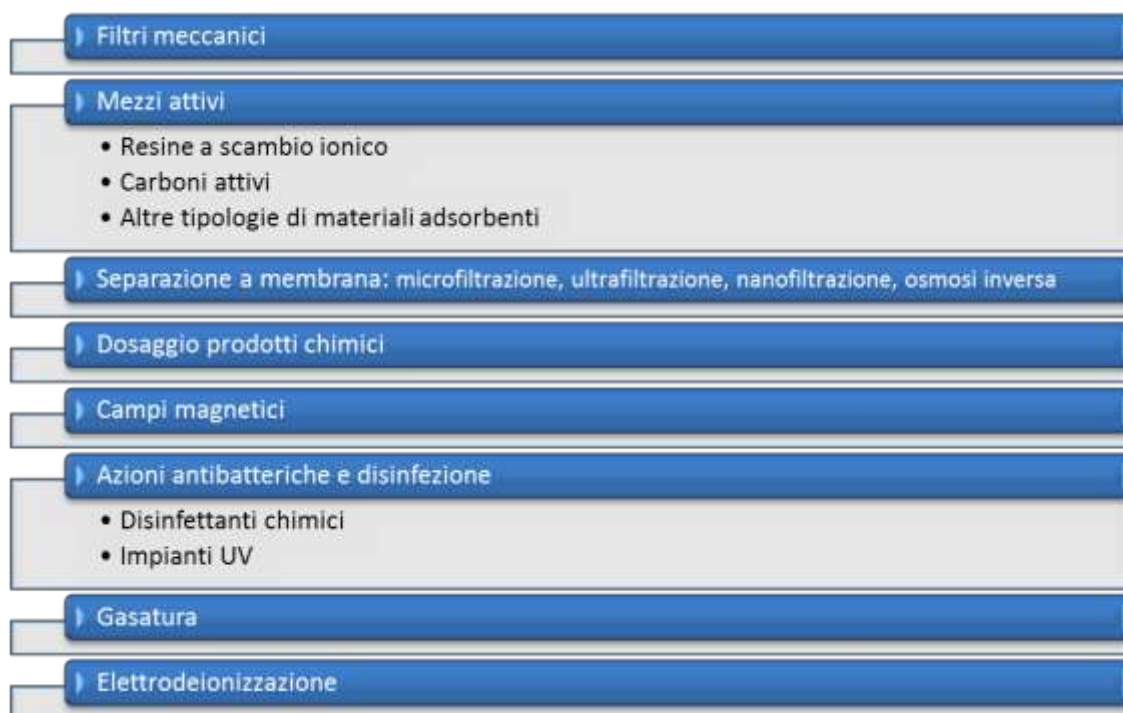 Filtri meccanici
Mezzi attivi
• Resine a scambio ionico
• Carboni attivi
• Altre tipologie di materiali adsorbenti
Separazione a membrana: microfiltrazione, ultrafiltrazione, nanofiltrazione, osmosi inversa
Dosaggio prodotti chimici
Campi magnetici
Azioni antibatteriche e disinfezione
• Disinfettanti chimici
• Impianti UV
Gasatura
Elettrodeionizzazione